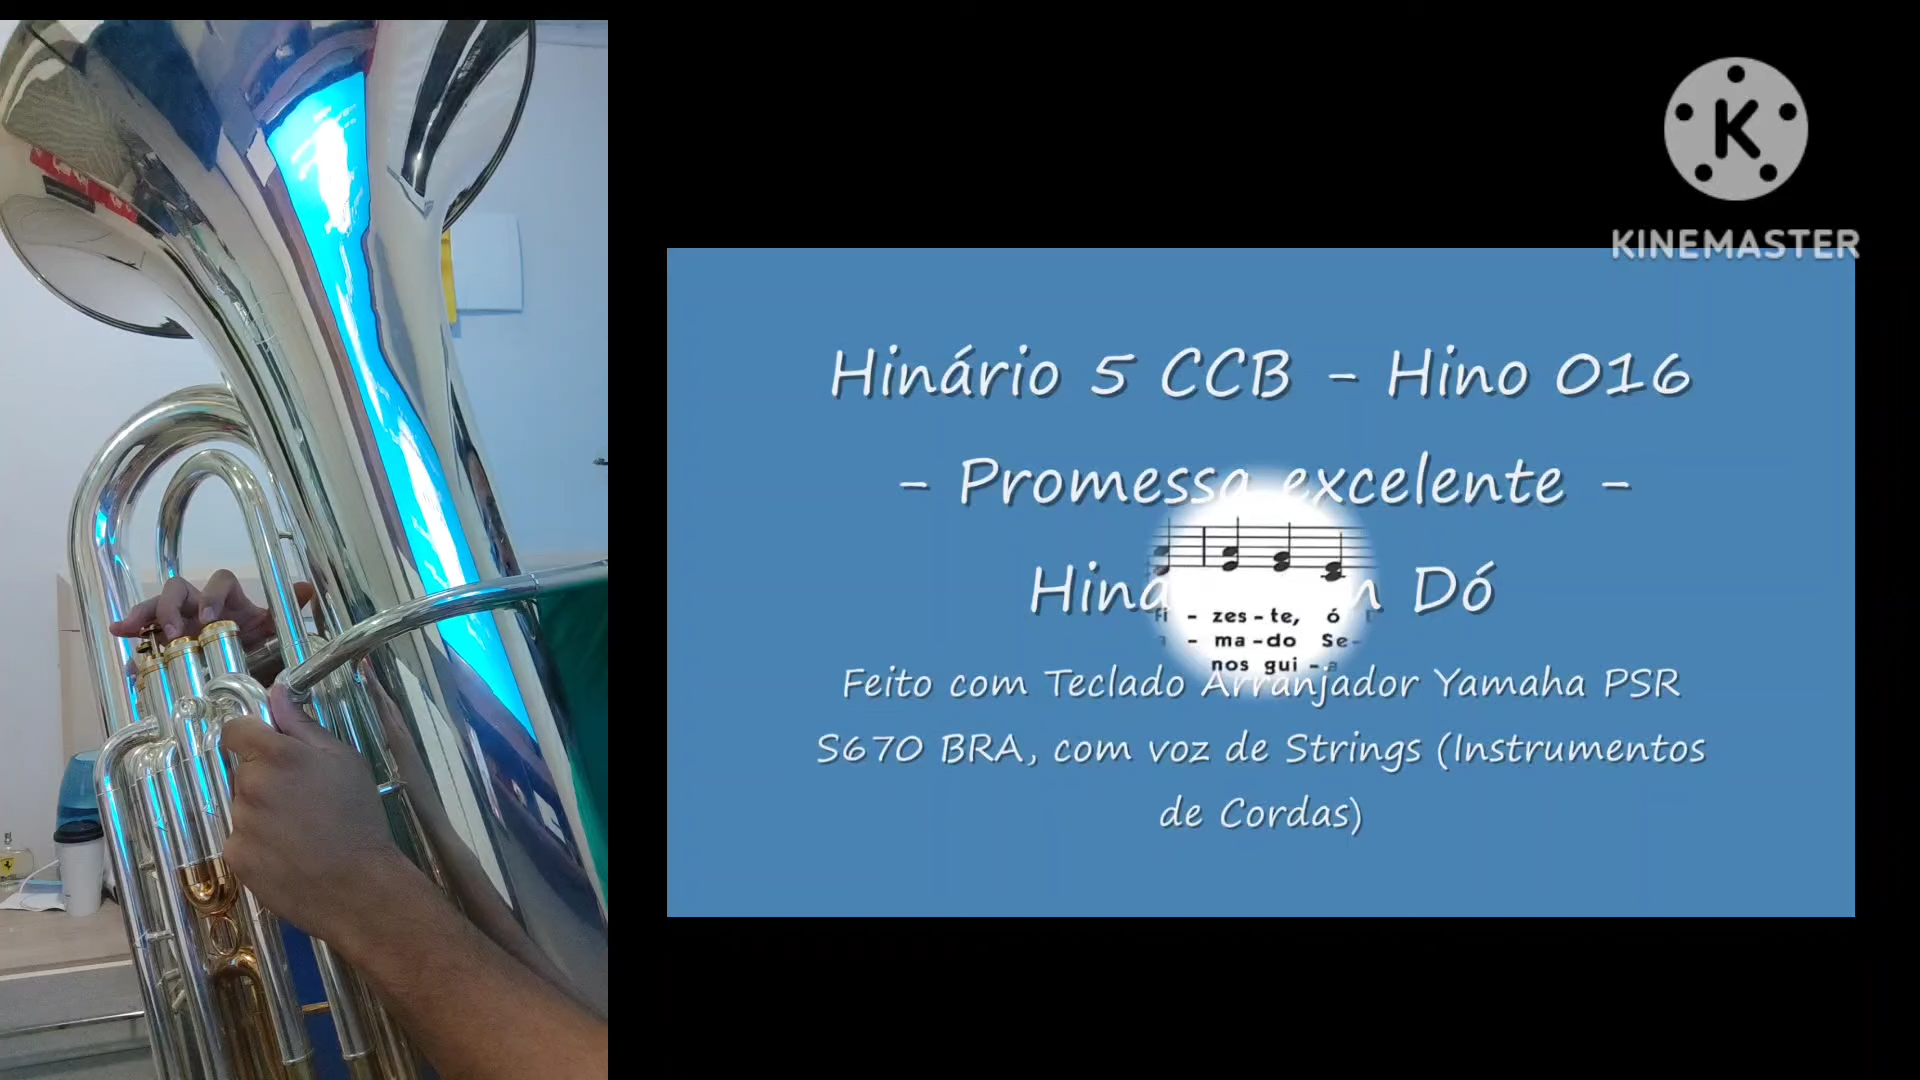 K
KINEMASTER
Hinário 5 CCB - Hino 016
- Promessa excelente -
Dó
zes - te, ó
- ma - do Se-
nos gui - a
Feito com Teclado Arranjador Yamaha PSR
S670 BRA, com voz de Strings (Instrumentos
de Cordas)